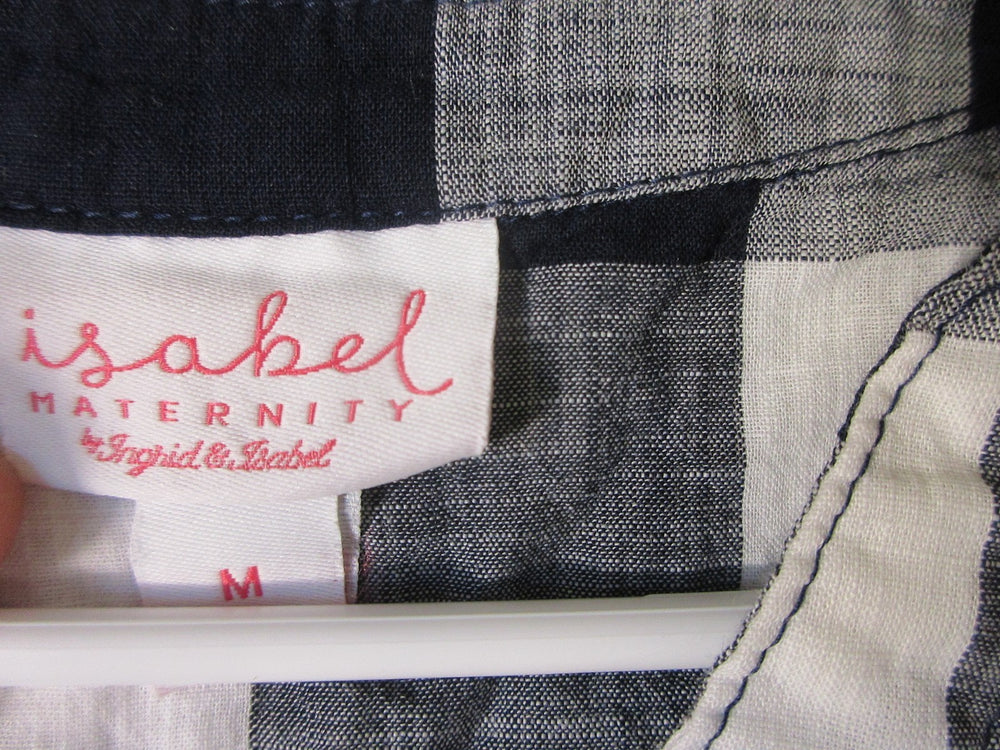 isabel
MATERNITY
by Ingrid & Isabel
M